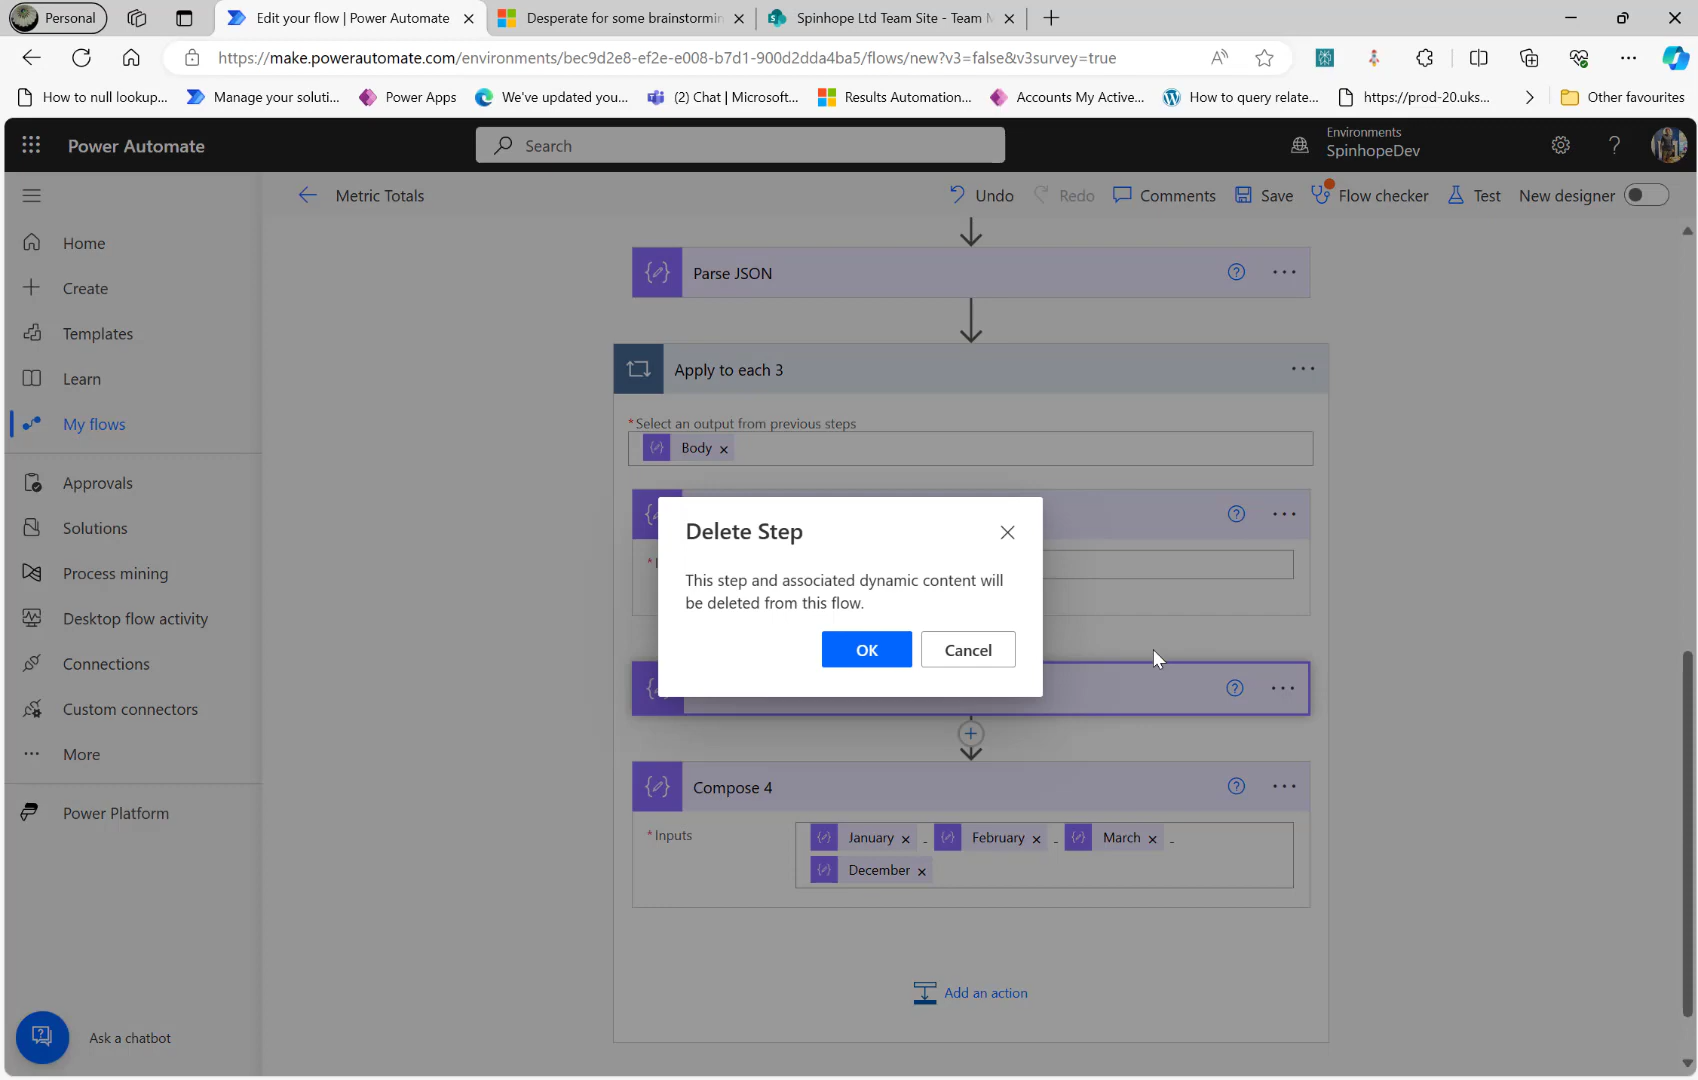 Personal
Edit your flow | Power Automate
Desperate for some brainstormin
Spinhope Ltd Team Site - Team M
https://make.powerautomate.com/environments/bec9d2e8-ef2e-e008-b7d1-900d2dda4ba5/flows/new?v3=false&v3survey=true
How to null lookup...
Manage your soluti...
Power Apps
We've updated you...
(2) Chat | Microsoft...
Results Automation...
Accounts My Active...
How to query relate...
https://prod-20.uks...
Other favourites
Power Automate
Search
Environments
SpinhopeDev
Metric Totals
Undo
Redo
Comments
Save
Flow checker
Test
New designer
Home
Create
Templates
Learn
My flows
Approvals
Solutions
Process mining
Desktop flow activity
Connections
Custom connectors
More
Power Platform
Ask a chatbot
Parse JSON
Apply to each 3
* Select an output from previous steps
Body
Delete Step
This step and associated dynamic content will
be deleted from this flow.
OK
Cancel
Compose 4
* Inputs
January - February - March -
December
Add an action